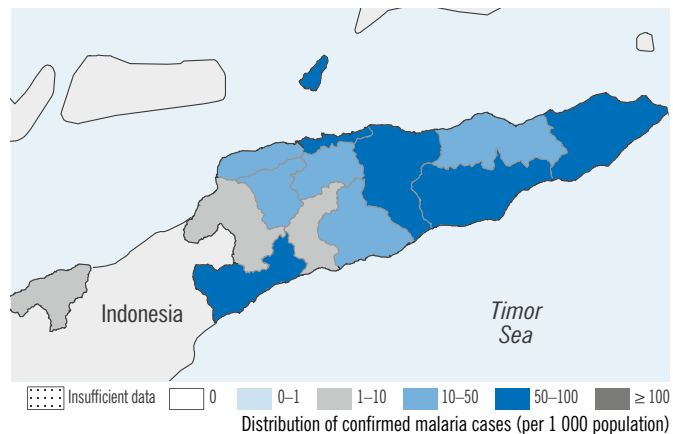 Indonesia
Timor
Sea
Insufficient data 0 0–1 1–10 10–50 50–100 ≥ 100
Distribution of confirmed malaria cases (per 1 000 population)